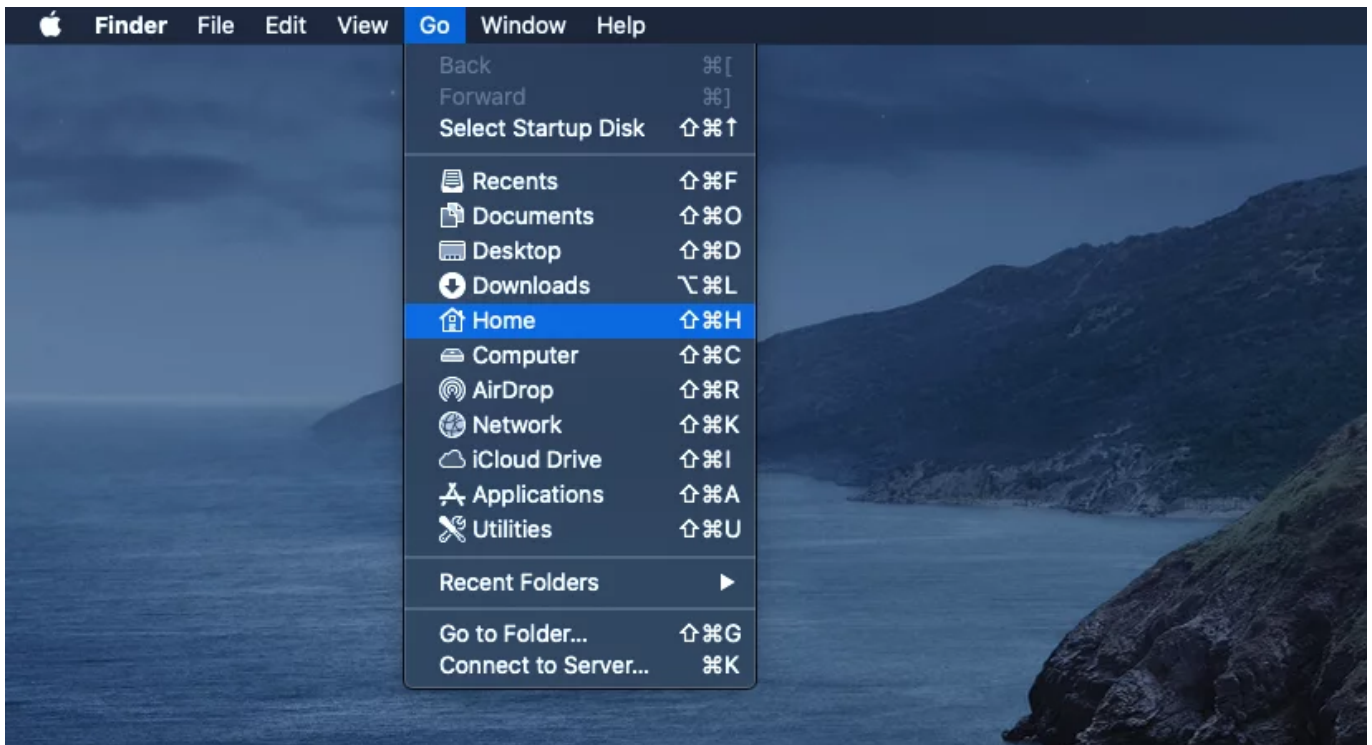 Finder File Edit View Go Window Help
Back ⌘[
Forward ⌘]
Select Startup Disk ⇧⌘↑
Recents ⇧⌘F
Documents ⇧⌘O
Desktop ⇧⌘D
Downloads ⌥⌘L
Home ⇧⌘H
Computer ⇧⌘C
AirDrop ⇧⌘R
Network ⇧⌘K
iCloud Drive ⇧⌘I
Applications ⇧⌘A
Utilities ⇧⌘U
Recent Folders ▶
Go to Folder... ⇧⌘G
Connect to Server... ⌘K